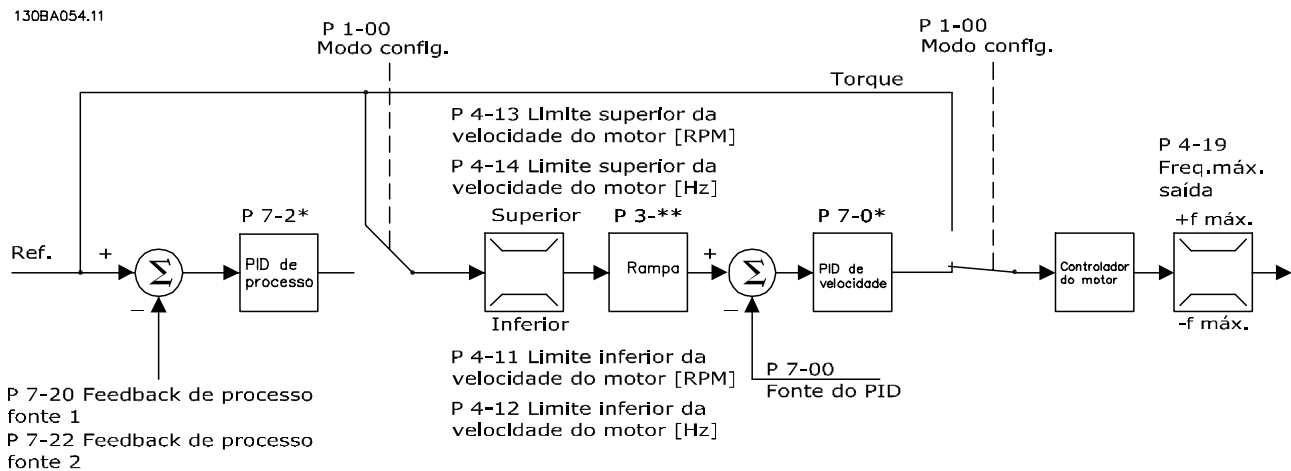 130BA054.11
P 1-00
Modo config.
P 1-00
Modo config.
Torque
P 4-13 Limite superior da
velocidade do motor [RPM]
P 4-14 Limite superior da
velocidade do motor [Hz]
P 4-19
Freq.máx.
saída
P 7-2*
Superior
P 3-**
P 7-0*
+f máx.
Ref.
+
Σ
PID de
processo
Rampa
+
Σ
PID de
velocidade
Controlador
do motor
−
Inferior
−
-f máx.
P 4-11 Limite inferior da
velocidade do motor [RPM]
P 4-12 Limite inferior da
velocidade do motor [Hz]
P 7-00
Fonte do PID
P 7-20 Feedback de processo
fonte 1
P 7-22 Feedback de processo
fonte 2